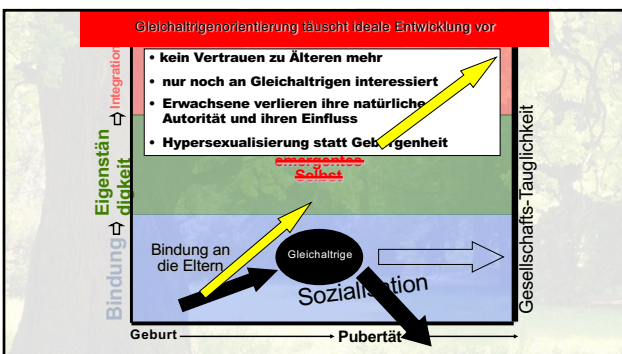 Gleichaltrigenorientierung täuscht ideale Entwicklung vor
• kein Vertrauen zu Älteren mehr
• nur noch an Gleichaltrigen interessiert
• Erwachsene verlieren ihre natürliche
Autorität und ihren Einfluss
• Hypersexualisierung statt Geborgenheit
emergentes
Selbst
Integration
Eigenstän
digkeit
Bindung
Bindung an
die Eltern
Gleichaltrige
Sozialisation
Gesellschafts-Tauglichkeit
Geburt
Pubertät